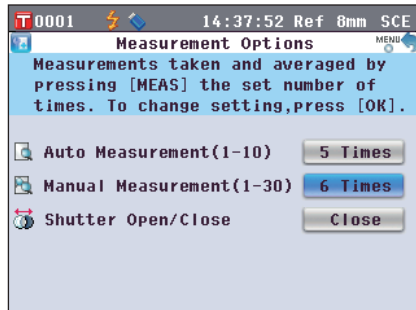 T 0001 14:37:52 Ref 8mm SCE
Measurement Options MENU
Measurements taken and averaged by
pressing [MEAS] the set number of
times. To change setting,press [OK].
Auto Measurement(1-10) 5 Times
Manual Measurement(1-30) 6 Times
Shutter Open/Close Close